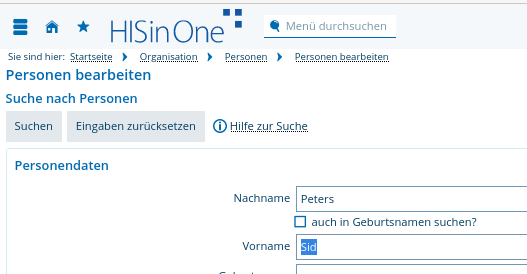 HISinOne
Menü durchsuchen
Sie sind hier: Startseite Organisation Personen Personen bearbeiten
Personen bearbeiten
Suche nach Personen
Suchen Eingaben zurücksetzen Hilfe zur Suche
Personendaten
Nachname Peters
auch in Geburtsnamen suchen?
Vorname Sid